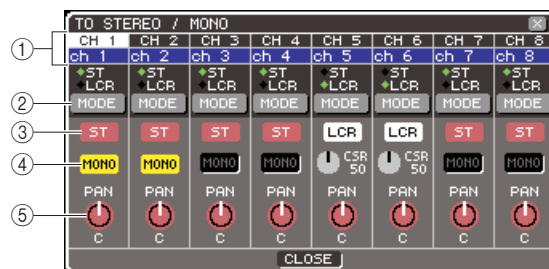 TO STEREO / MONO
① CH 1 CH 2 CH 3 CH 4 CH 5 CH 6 CH 7 CH 8
ch 1 ch 2 ch 3 ch 4 ch 5 ch 6 ch 7 ch 8
ST ST ST ST ST ST ST ST
LCR LCR LCR LCR LCR LCR LCR LCR
② MODE MODE MODE MODE MODE MODE MODE MODE
③ ST ST ST ST LCR LCR ST ST
④ MONO MONO MONO MONO CSR 50 CSR 50 MONO MONO
PAN PAN PAN PAN PAN PAN PAN PAN
⑤ C C C C C C C C
CLOSE